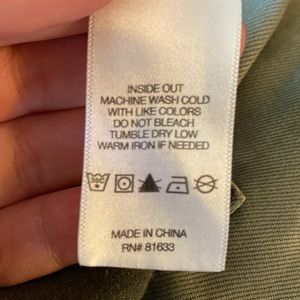 INSIDE OUT
MACHINE WASH COLD
WITH LIKE COLORS
DO NOT BLEACH
TUMBLE DRY LOW
WARM IRON IF NEEDED
30C
MADE IN CHINA
RN# 81633